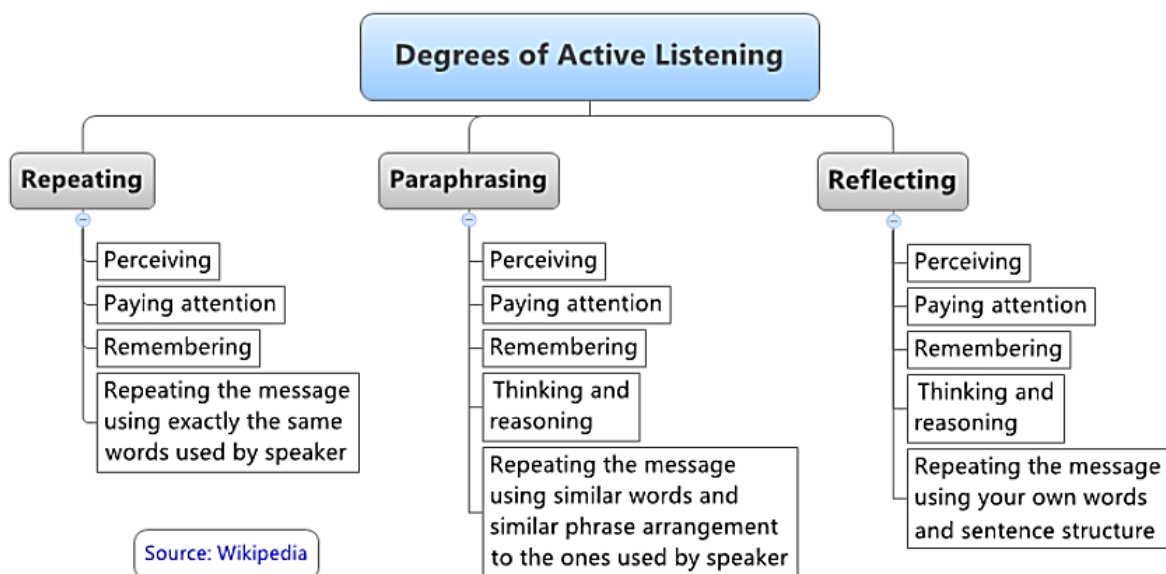 Degrees of Active Listening
Repeating
Perceiving
Paying attention
Remembering
Repeating the message
using exactly the same
words used by speaker
Paraphrasing
Perceiving
Paying attention
Remembering
Thinking and
reasoning
Repeating the message
using similar words and
similar phrase arrangement
to the ones used by speaker
Reflecting
Perceiving
Paying attention
Remembering
Thinking and
reasoning
Repeating the message
using your own words
and sentence structure
Source: Wikipedia